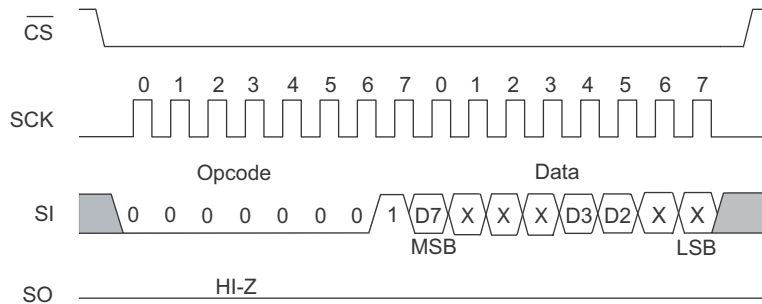 CS
0 1 2 3 4 5 6 7 0 1 2 3 4 5 6 7
SCK
Opcode Data
SI 0 0 0 0 0 0 0 1 D7 X X X D3 D2 X X
MSB LSB
HI-Z
SO